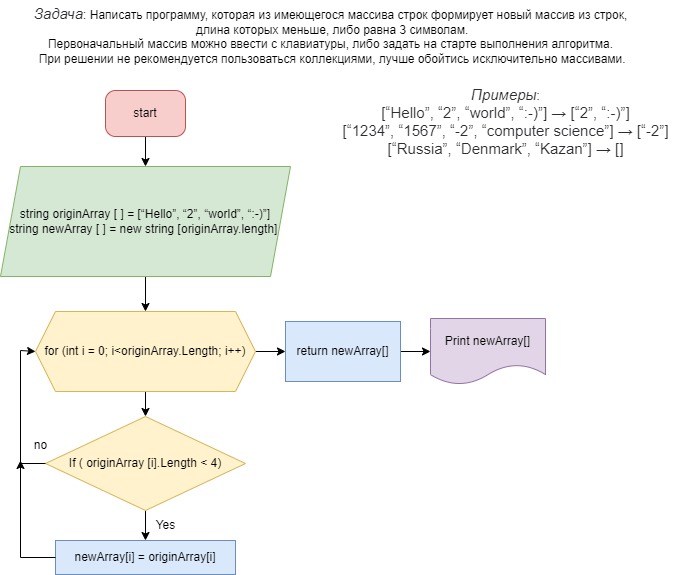 Задача: Написать программу, которая из имеющегося массива строк формирует новый массив из строк,
длина которых меньше, либо равна 3 символам.
Первоначальный массив можно ввести с клавиатуры, либо задать на старте выполнения алгоритма.
При решении не рекомендуется пользоваться коллекциями, лучше обойтись исключительно массивами.
Примеры:
[“Hello”, “2”, “world”, “:-)”] → [“2”, “:-)”]
[“1234”, “1567”, “-2”, “computer science”] → [“-2”]
[“Russia”, “Denmark”, “Kazan”] → []
start
string originArray [ ] = [“Hello”, “2”, “world”, “:-)”]
string newArray [ ] = new string [originArray.length]
for (int i = 0; i<originArray.Length; i++)
return newArray[]
Print newArray[]
no
If ( originArray [i].Length < 4)
Yes
newArray[i] = originArray[i]